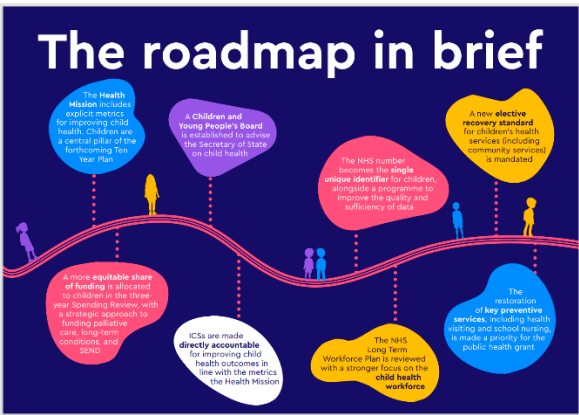 The roadmap in brief
The Health
Mission includes
explicit metrics
for improving child
health. Children are
a central pillar of the
forthcoming Ten
Year Plan
A Children and
Young People's Board
is established to advise
the Secretary of State
on child health
The NHS number
becomes the single
unique identifier for children,
alongside a programme to
improve the quality and
sufficiency of data
A new elective
recovery standard
for children's health
services (including
community services)
is mandated
A more equitable share
of funding is allocated
to children in the three-
year Spending Review, with
a strategic approach to
funding palliative
care, long-term
conditions, and
SEND
ICSs are made
directly accountable
for improving child
health outcomes in
line with the metrics
the Health Mission
The NHS
Long Term
Workforce Plan is reviewed
with a stronger focus on the
child health
workforce
The
restoration
of key preventive
services, including health
visiting and school nursing,
is made a priority for the
public health grant